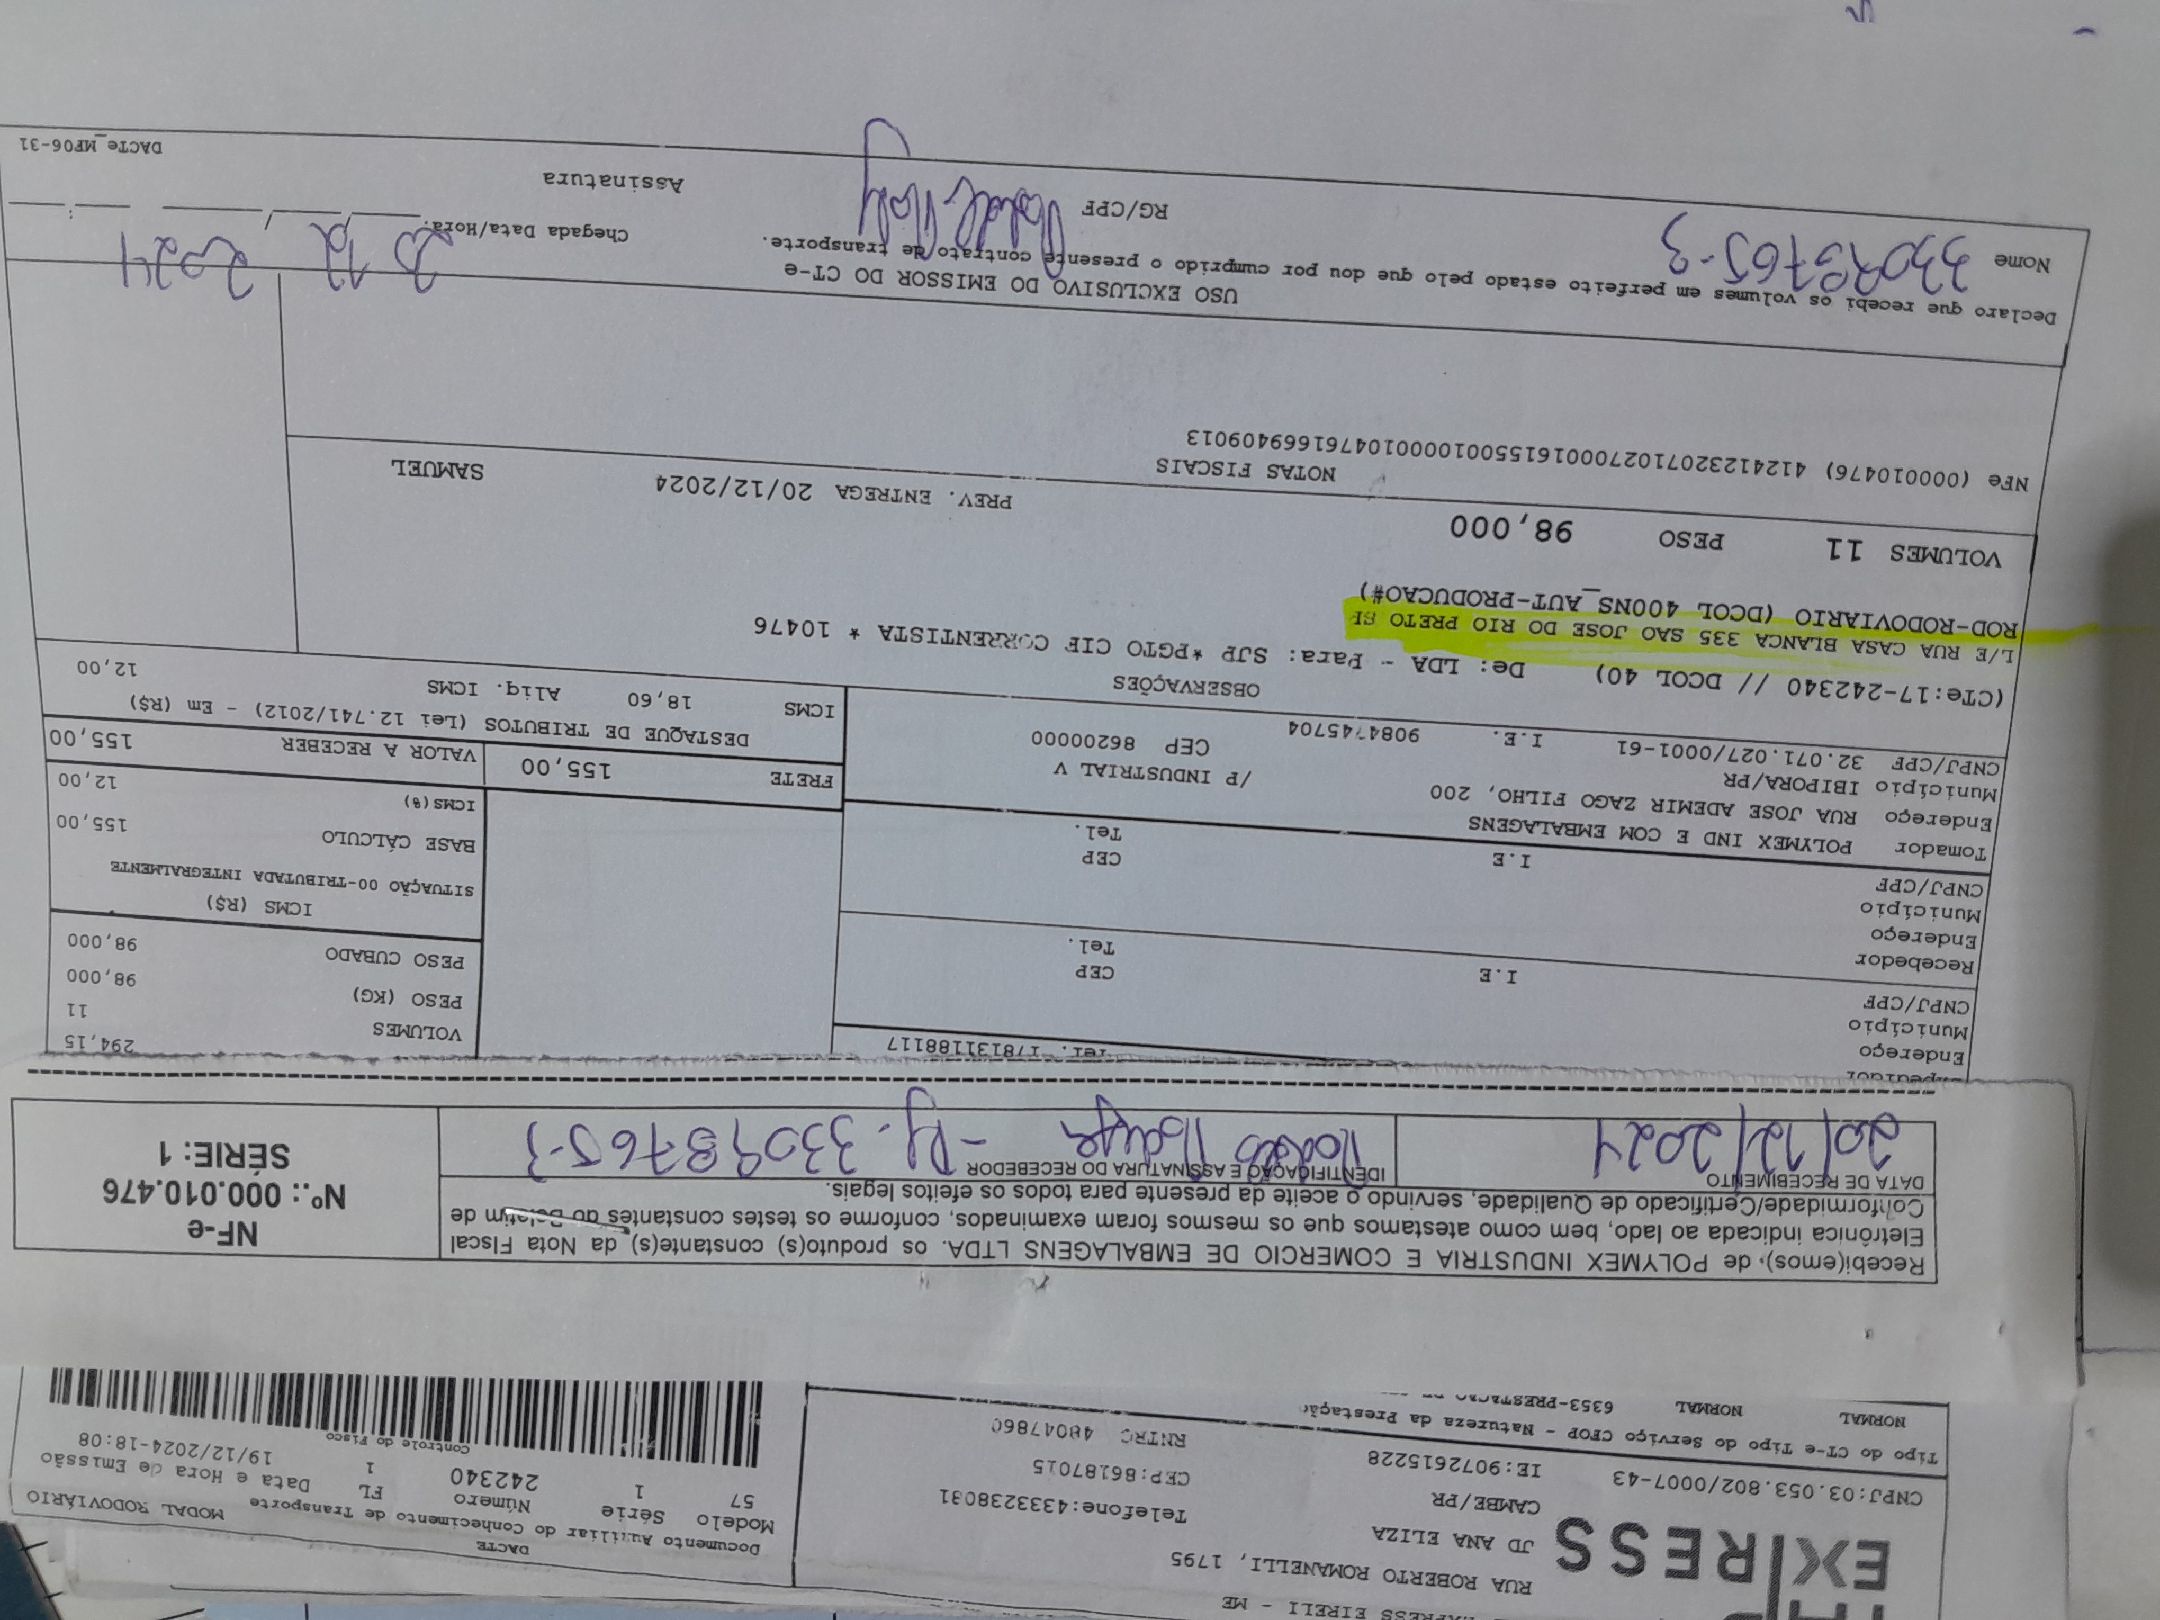 EXPRESS EIRELI - ME
EXPRESS
RUA ROBERTO ROMANELLI, 1795
JD ANA ELIZA
CAMBE/PR
Telefone:4333238031
CEP:86187015
CNPJ:03.053.802/0007-43
IE:9072615228
RNTRC 48047860
Tipo do CT-e Tipo do Serviço CFOP - Natureza da Prestação
NORMAL NORMAL 6353-PRESTACAO DE
DACTE
Documento Auxiliar do Conhecimento de Transporte
MODAL RODOVIÁRIO
Modelo Série Número FL Data e Hora de Emissão
57 1 242340 1 19/12/2024-18:08
Controle do Fisco
Recebi(emos), de POLYMEX INDUSTRIA E COMERCIO DE EMBALAGENS LTDA. os produto(s) constante(s), da Nota Fiscal
Eletrônica indicada ao lado, bem como atestamos que os mesmos foram examinados, conforme os testes constantes do Boletim de
Conformidade/Certificado de Qualidade, servindo o aceite da presente para todos os efeitos legais.
DATA DE RECEBIMENTO
20/12/2024
IDENTIFICAÇÃO E ASSINATURA DO RECEBEDOR
NF-e
Nº.: 000.010.476
SÉRIE: 1
Tel. 178131188117
Expedidor
Endereço
Município
CNPJ/CPF
I.E
CEP
Tel.
Recebedor
Endereço
Município
CNPJ/CPF
I.E
CEP
Tel.
Tomador POLYMEX IND E COM EMBALAGENS
Endereço RUA JOSE ADEMIR ZAGO FILHO, 200 /P INDUSTRIAL V
Município IBIPORA/PR CEP 86200000
CNPJ/CPF 32.071.027/0001-61 I.E. 9084745704
294,15
VOLUMES 11
PESO (KG) 98,000
PESO CUBADO 98,000
ICMS (R$)
SITUAÇÃO 00-TRIBUTADA INTEGRALMENTE
BASE CÁLCULO 155,00
ICMS(%) 12,00
FRETE 155,00
VALOR A RECEBER 155,00
DESTAQUE DE TRIBUTOS (Lei 12.741/2012) - Em (R$)
ICMS 18,60 Aliq. ICMS 12,00
OBSERVAÇÕES
(CTe:17-242340 // DCOL 40) De: LDA - Para: SJP *PGTO CIF CORRENTISTA * 10476
L/E RUA CASA BLANCA 335 SAO JOSE DO RIO PRETO SP
ROD-RODOVIARIO (DCOL 400NS_AUT-PRODUCAO#)
VOLUMES 11 PESO 98,000
PREV. ENTREGA 20/12/2024 SAMUEL
NOTAS FISCAIS
NFe (000010476) 41241232071027000161550010000104761669409013
USO EXCLUSIVO DO EMISSOR DO CT-e
Declaro que recebi os volumes em perfeito estado pelo que dou por cumprido o presente contrato de transporte.
Nome 33098765-3
RG/CPF
Chegada Data/Hora: 20 / 12 / 2024
Assinatura
DACTe_MF06-31